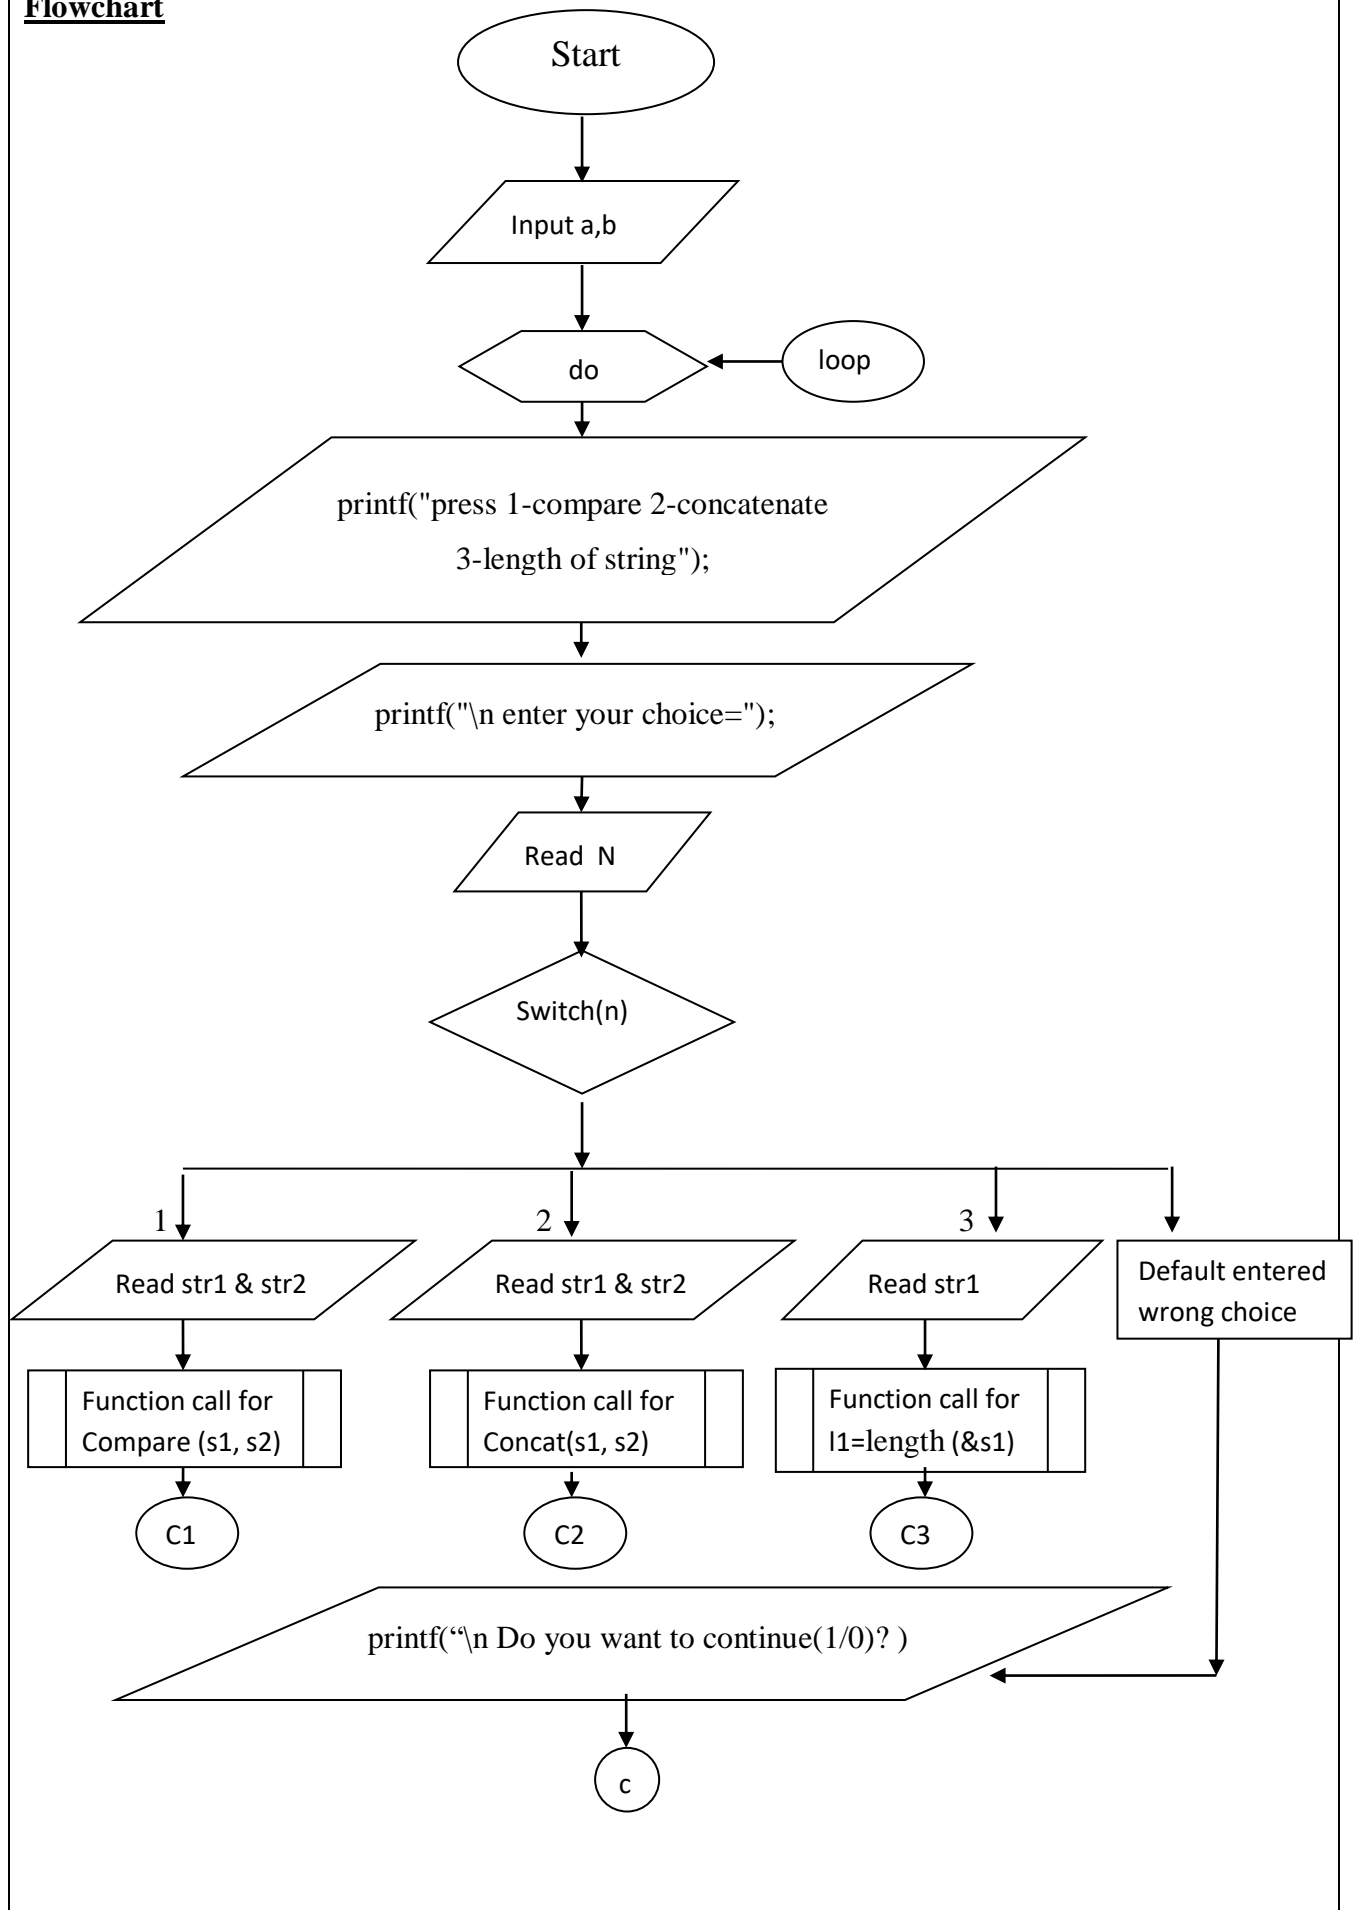 Flowchart
Start
Input a,b
do
loop
printf("press 1-compare 2-concatenate
3-length of string");
printf("\n enter your choice=");
Read  N
Switch(n)
1
2
3
Read str1 & str2
Read str1 & str2
Read str1
Default entered
wrong choice
Function call for
Compare (s1, s2)
Function call for
Concat(s1, s2)
Function call for
l1=length (&s1)
C1
C2
C3
printf(“\n Do you want to continue(1/0)? )
c